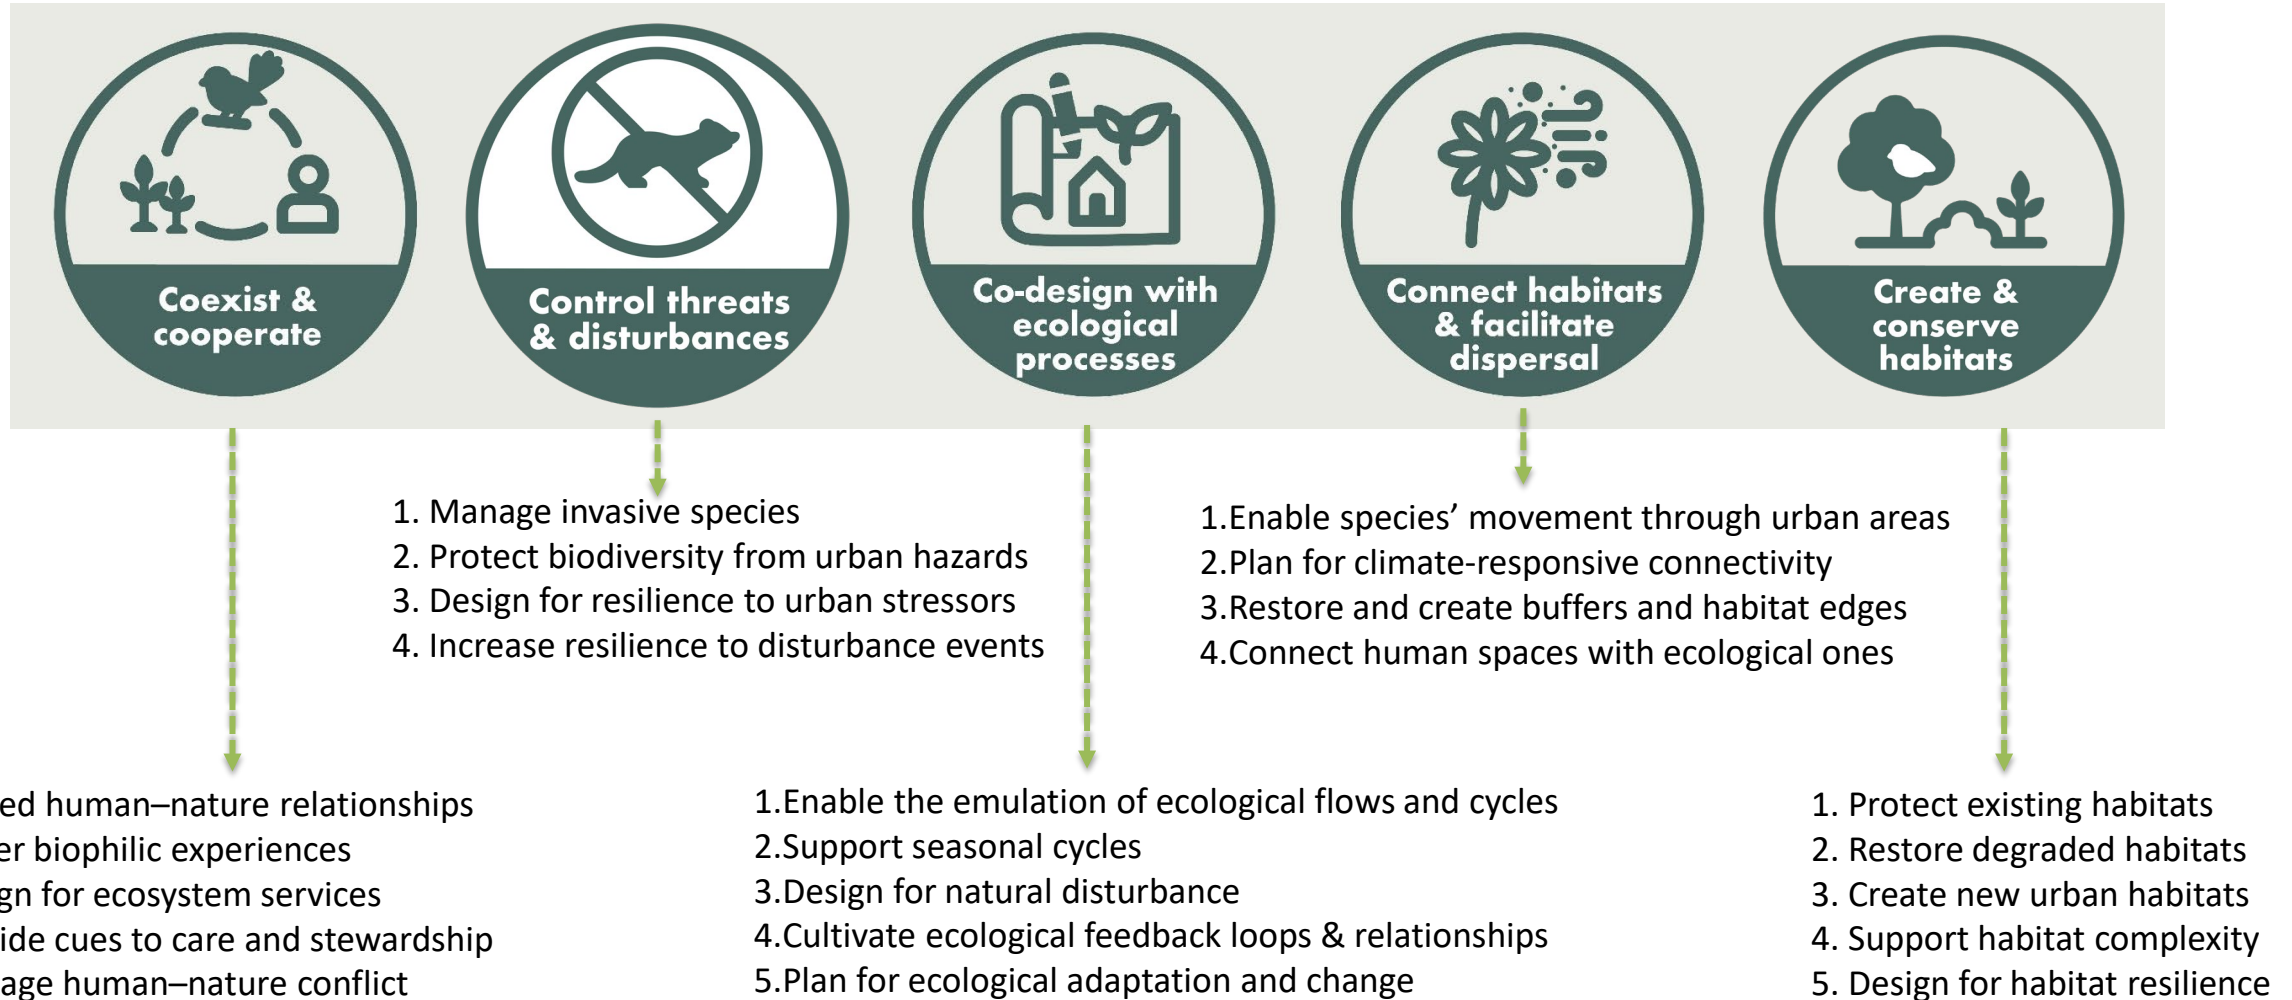 Coexist &
cooperate
Control threats
& disturbances
Co-design with
ecological
processes
Connect habitats
& facilitate
dispersal
Create &
conserve
habitats
1. Manage invasive species
2. Protect biodiversity from urban hazards
3. Design for resilience to urban stressors
4. Increase resilience to disturbance events
1.Enable species’ movement through urban areas
2.Plan for climate-responsive connectivity
3.Restore and create buffers and habitat edges
4.Connect human spaces with ecological ones
human–nature relationships
biophilic experiences
for ecosystem services
cues to care and stewardship
human–nature conflict
1.Enable the emulation of ecological flows and cycles
2.Support seasonal cycles
3.Design for natural disturbance
4.Cultivate ecological feedback loops & relationships
5.Plan for ecological adaptation and change
1. Protect existing habitats
2. Restore degraded habitats
3. Create new urban habitats
4. Support habitat complexity
5. Design for habitat resilience